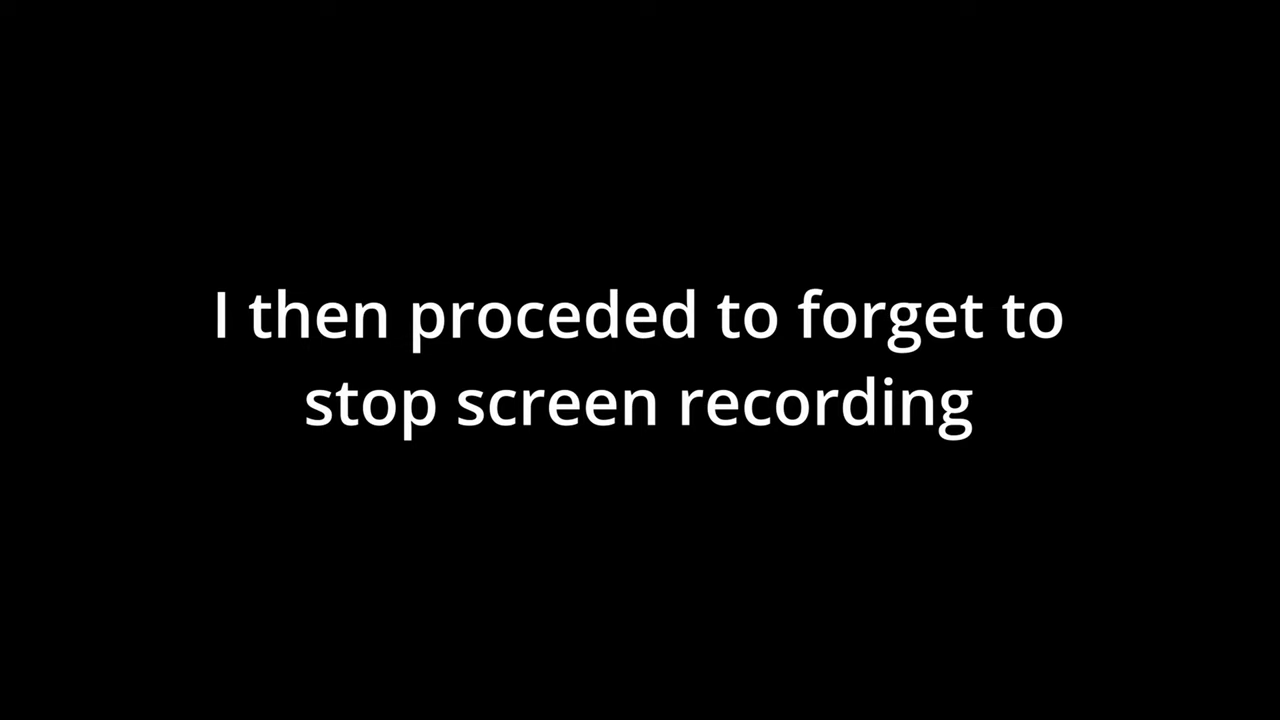 I then proceded to forget to
stop screen recording